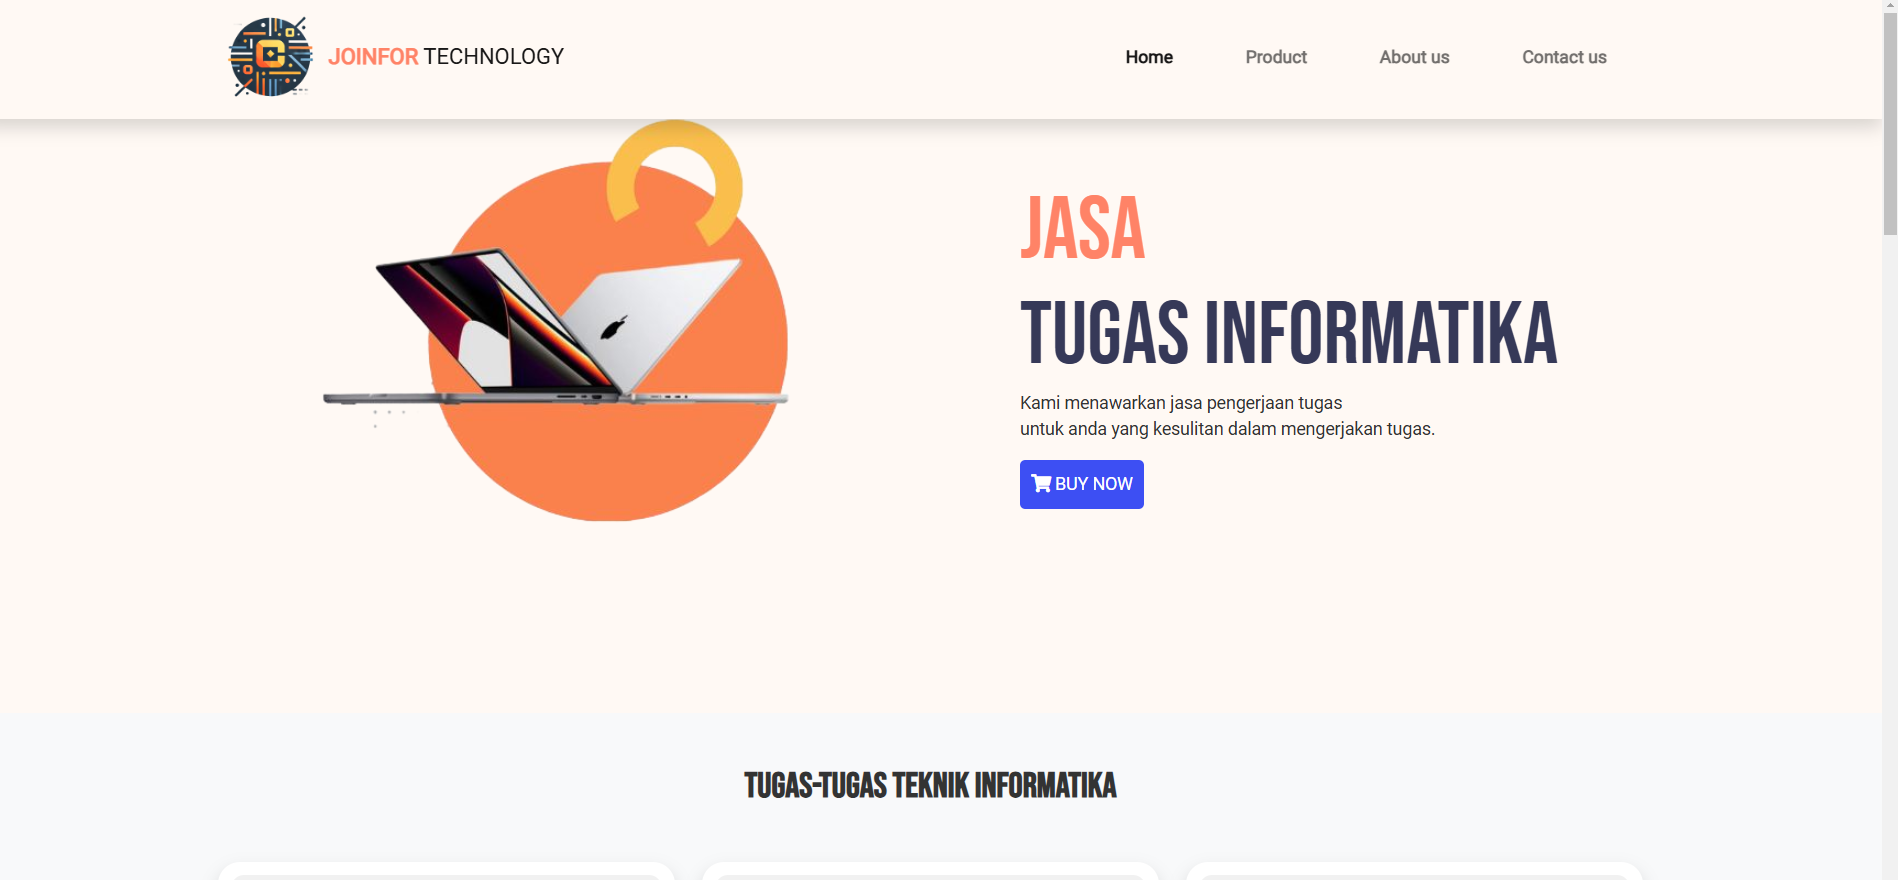 JOINFOR TECHNOLOGY
Home
Product
About us
Contact us
JASA
TUGAS INFORMATIKA
Kami menawarkan jasa pengerjaan tugas
untuk anda yang kesulitan dalam mengerjakan tugas.
BUY NOW
TUGAS-TUGAS TEKNIK INFORMATIKA